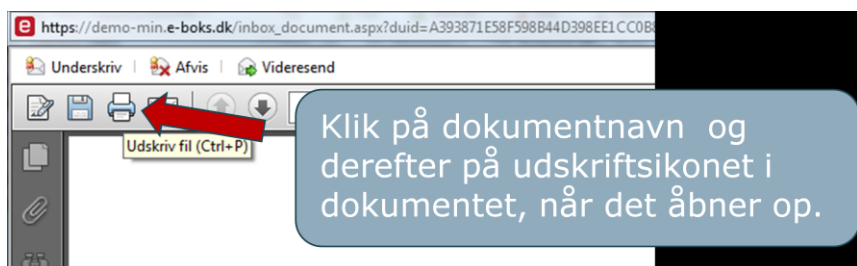 https://demo-min.e-boks.dk/inbox_document.aspx?duid=A393871E58F598B44D398EE1CC0B
Underskriv Afvis Videresend
Udskriv fil (Ctrl+P)
Klik på dokumentnavn og
derefter på udskriftsikonet i
dokumentet, når det åbner op.